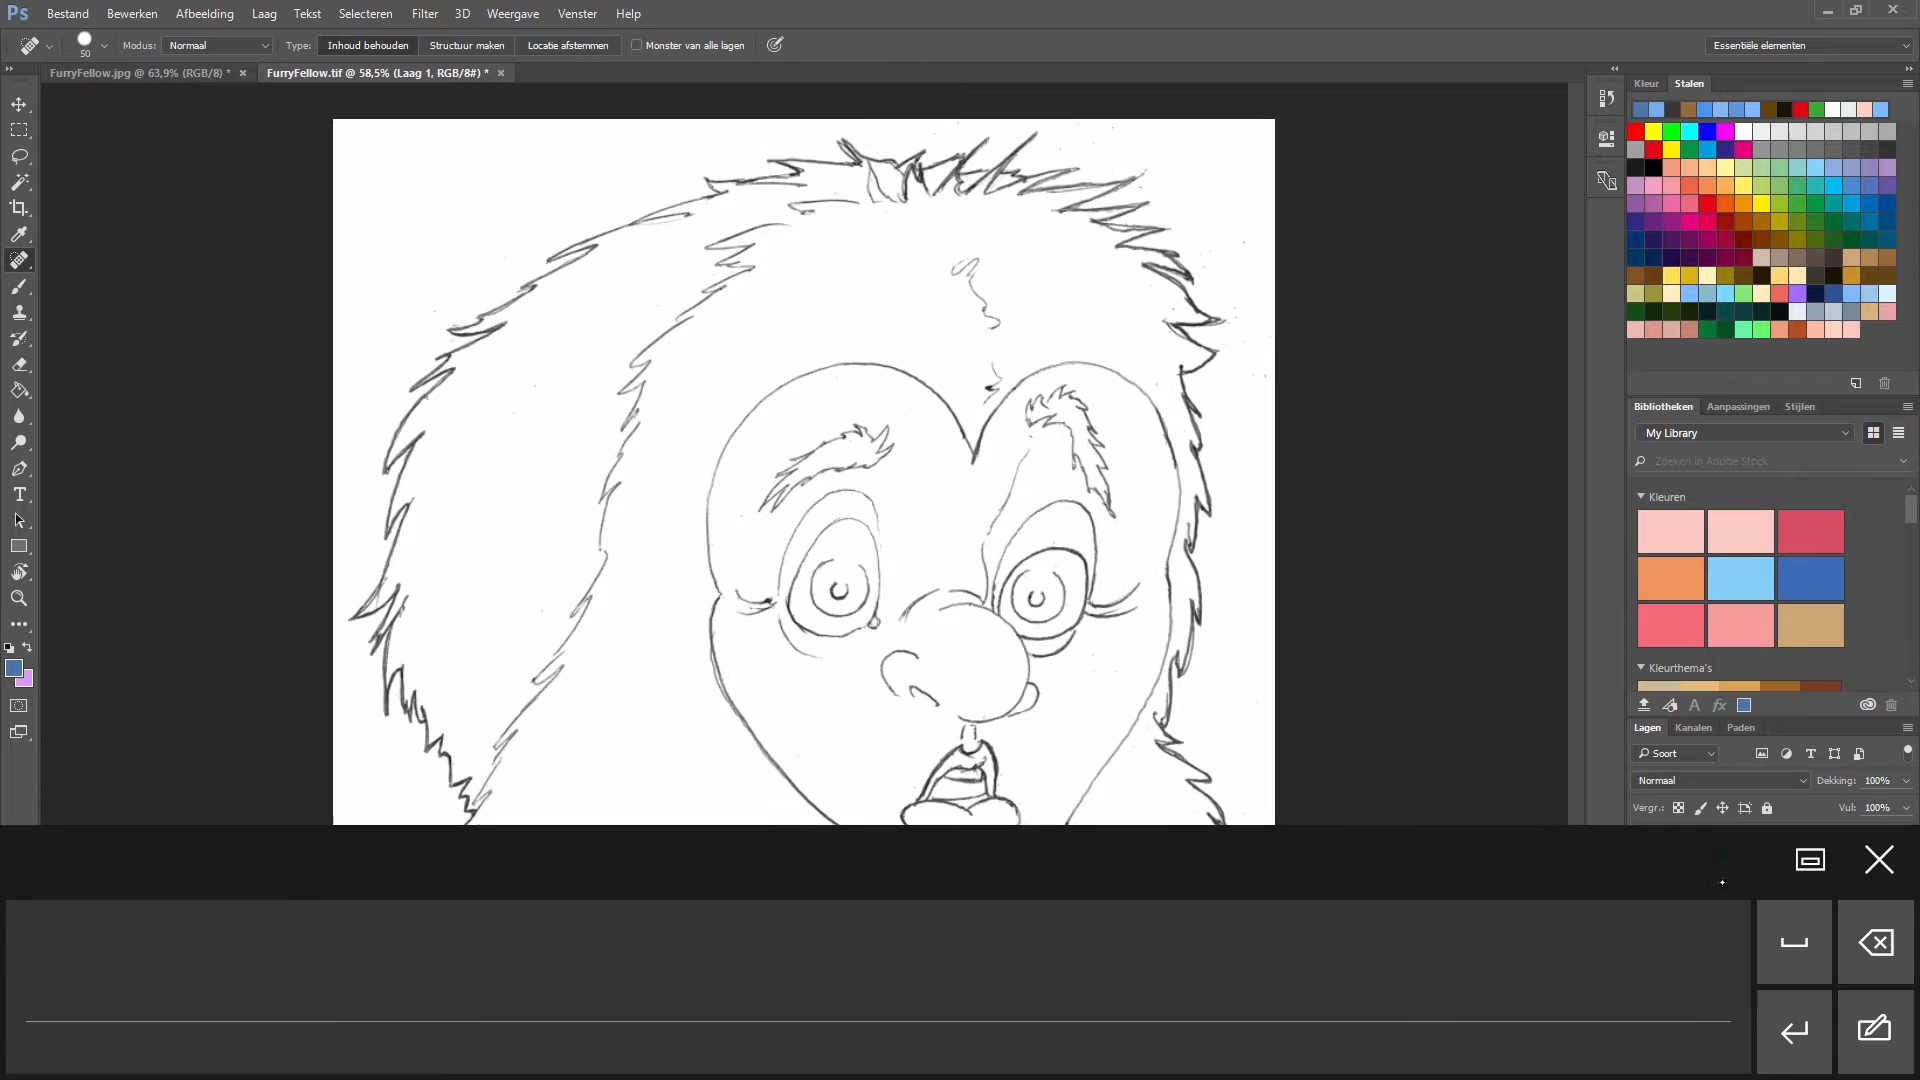 Ps Bestand Bewerken Afbeelding Laag Tekst Selecteren Filter 3D Weergave Venster Help
50 Modus: Normaal Type: Inhoud behouden Structuur maken Locatie afstemmen Monster van alle lagen Essentiële elementen
FurryFellow.jpg @ 63,9% (RGB/8) * FurryFellow.tif @ 58,5% (Laag 1, RGB/8#) *
Kleur Stalen
Bibliotheken Aanpassingen Stijlen
My Library
Zoeken in Adobe Stock
Kleuren
Kleurthema's
Lagen Kanalen Paden
Soort
Normaal Dekking: 100%
Vergr.: Vul: 100%